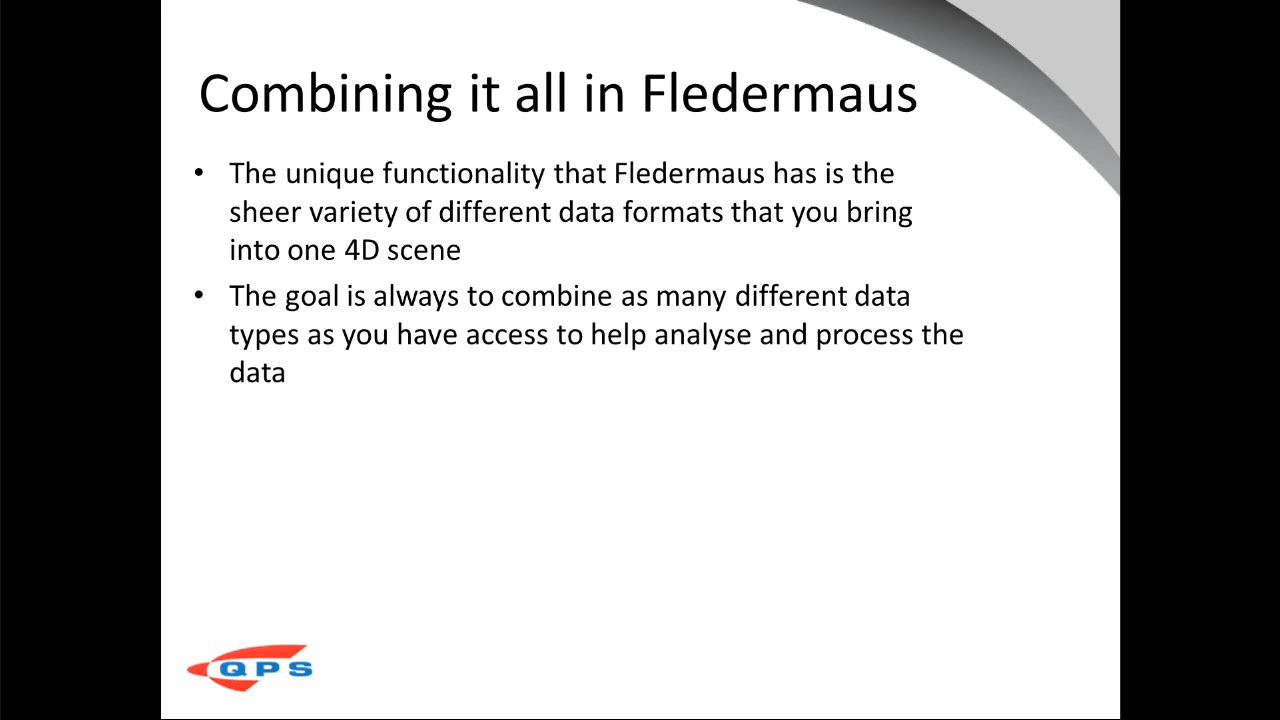 Combining it all in Fledermaus
• The unique functionality that Fledermaus has is the
sheer variety of different data formats that you bring
into one 4D scene
• The goal is always to combine as many different data
types as you have access to help analyse and process the
data
QPS